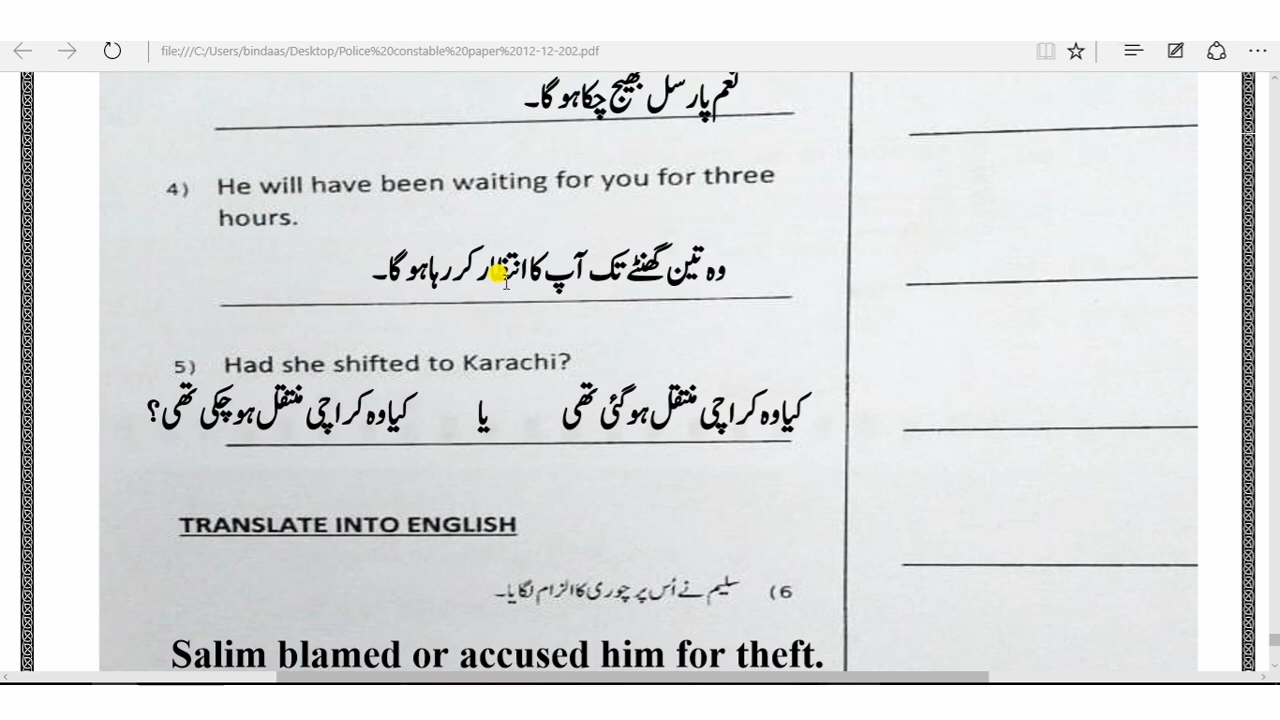 file:///C:/Users/bindaas/Desktop/Police%20constable%20paper%2012-12-202.pdf
نعم پارسل بھیج چکا ہو گا۔
4) He will have been waiting for you for three
hours.
وہ تین گھنٹے تک آپ کا انتظار کر رہا ہو گا۔
5) Had she shifted to Karachi?
کیا وہ کراچی منتقل ہو گئی تھی یا کیا وہ کراچی منتقل ہو چکی تھی؟
TRANSLATE INTO ENGLISH
6) سلیم نے اُس پر چوری کا الزام لگایا۔
Salim blamed or accused him for theft.